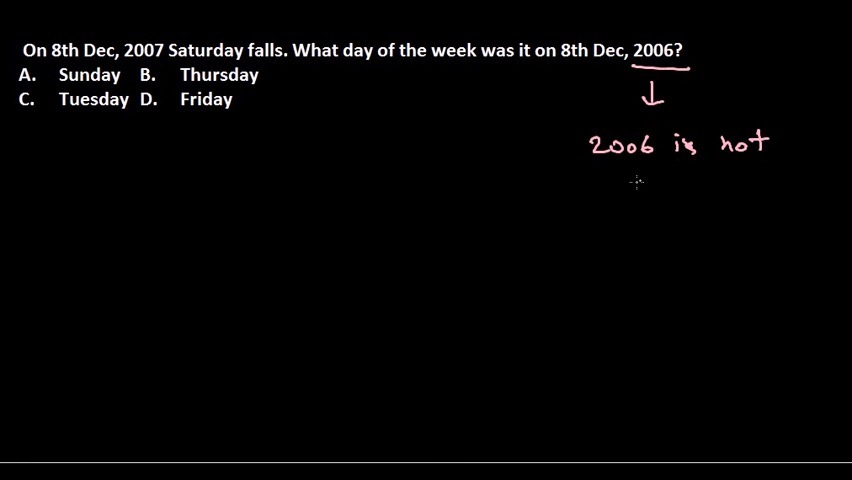 On 8th Dec, 2007 Saturday falls. What day of the week was it on 8th Dec, 2006?
A. Sunday B. Thursday
C. Tuesday D. Friday
2006 is not